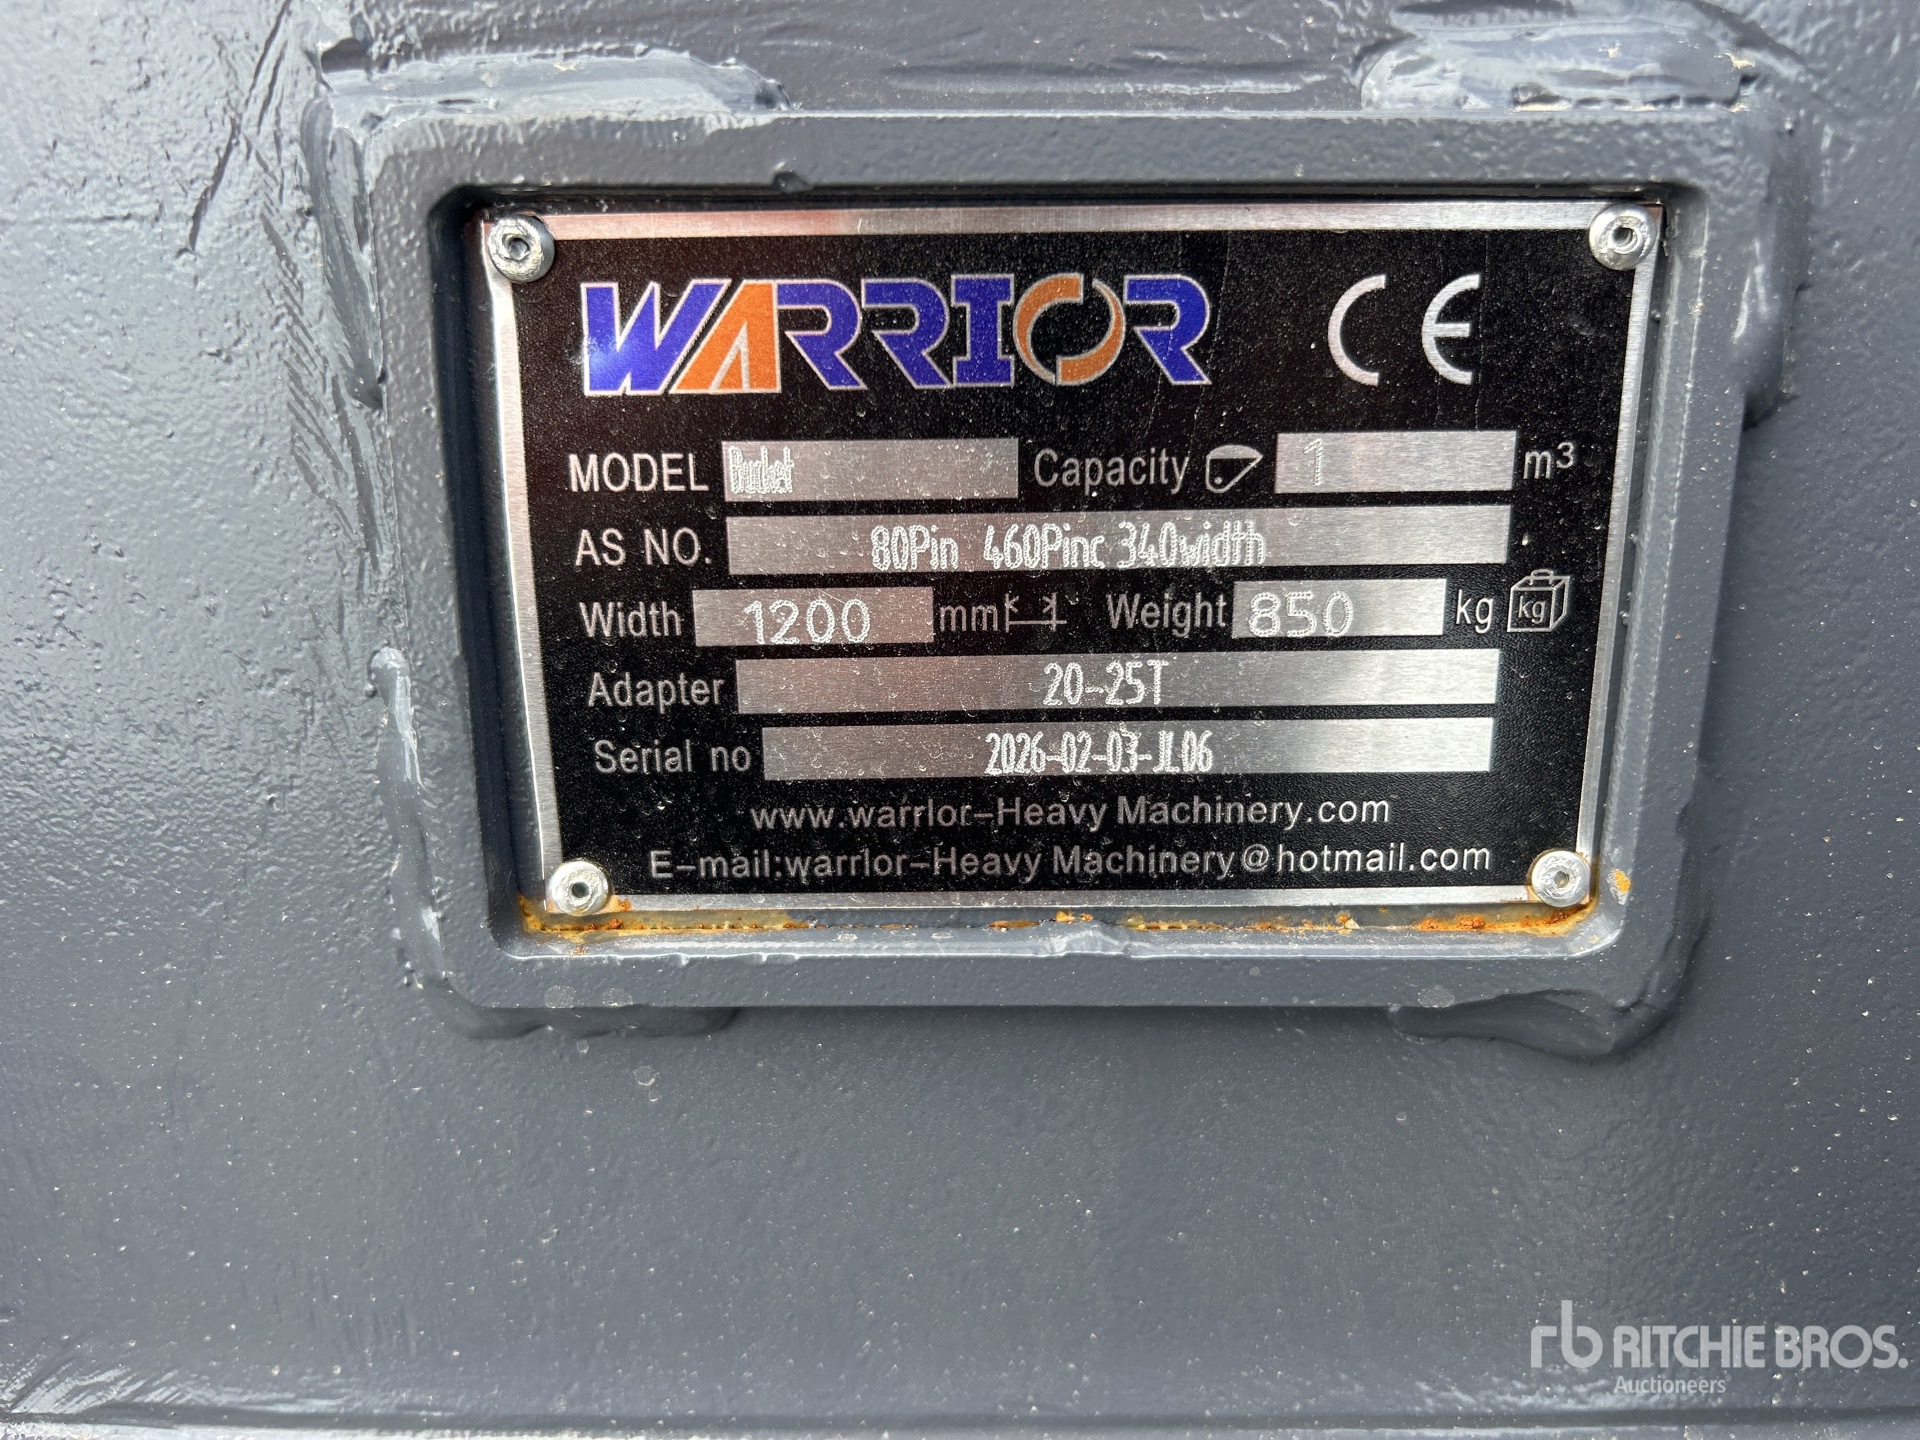 WARRIOR CE
MODEL Bucket Capacity 1 m³
AS NO. 80Pin 460Pinc 340width
Width 1200 mm Weight 850 kg kg
Adapter 20-25T
Serial no 2026-02-03-JL06
www.warrlor-Heavy Machinery.com
E-mail:warrlor-Heavy Machinery@hotmail.com
rb RITCHIE BROS.
Auctioneers